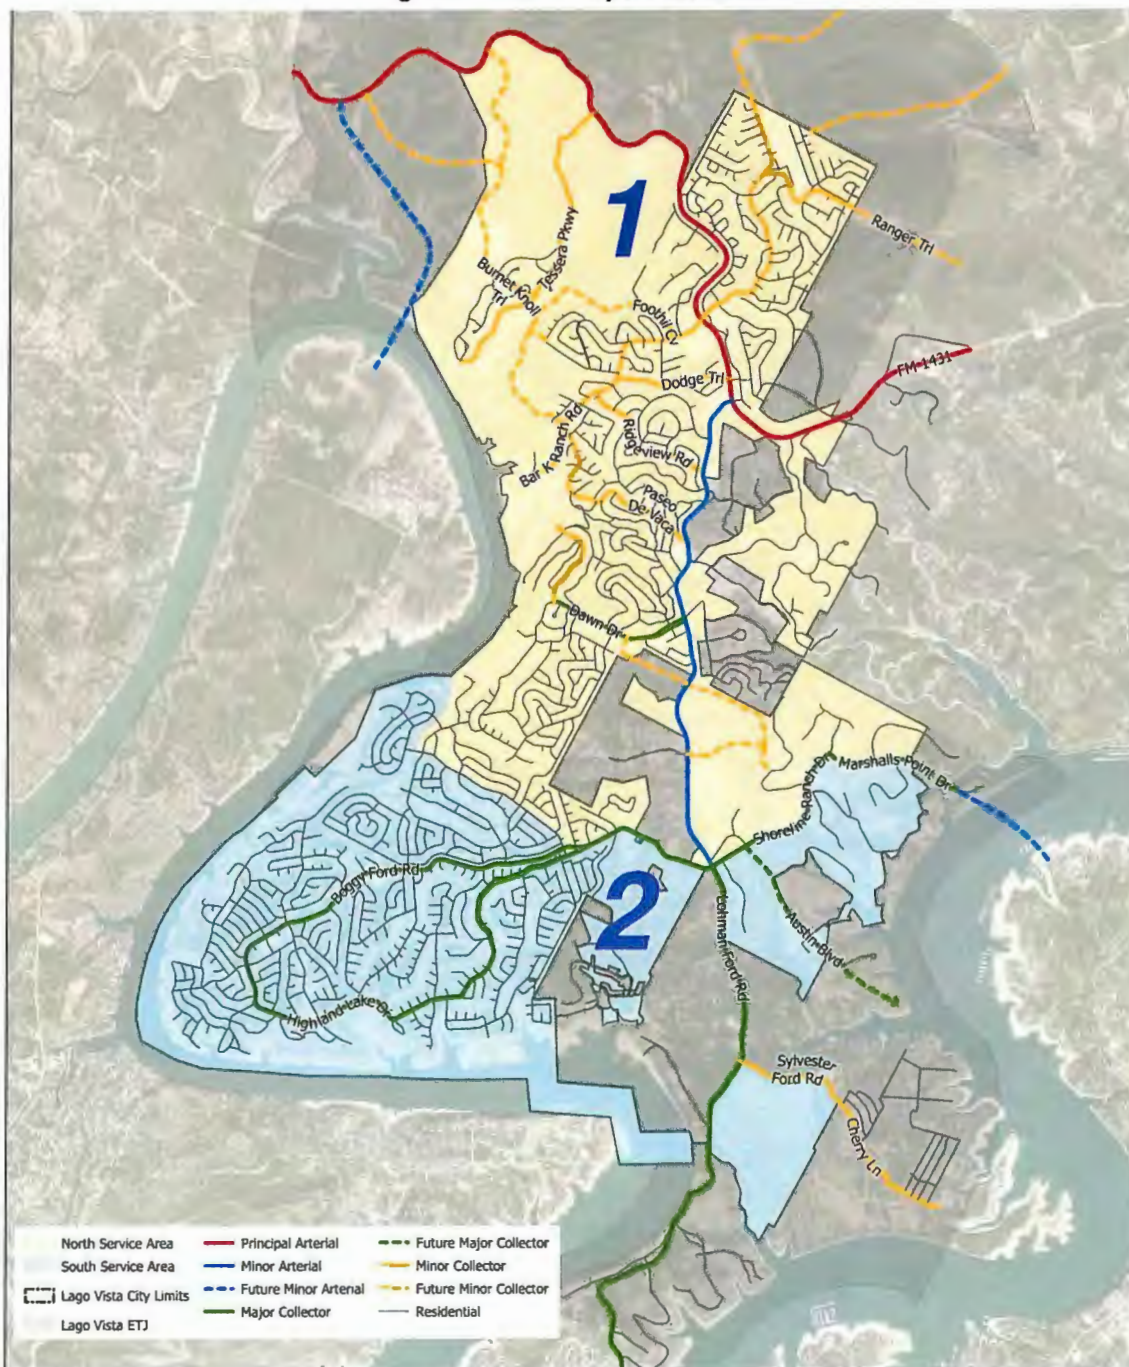 1
Ranger Trl
Tessera Pkwy
Burnet Knoll
Trl
Foothil Cv
FM 1431
Dodge Trl
Bar K Ranch Rd
Ridgeview Rd
Paseo
De Vaca
Dawn Dr
Marshalls Point Dr
Shoreline Ranch Dr
Boggy Ford Rd
2
Lohman Ford Rd
Austin Blvd
Highland Lake Dr
Sylvester
Ford Rd
Cherry Ln
North Service Area
South Service Area
Lago Vista City Limits
Lago Vista ETJ
Principal Arterial
Minor Arterial
Future Minor Arterial
Major Collector
Future Major Collector
Minor Collector
Future Minor Collector
Residential